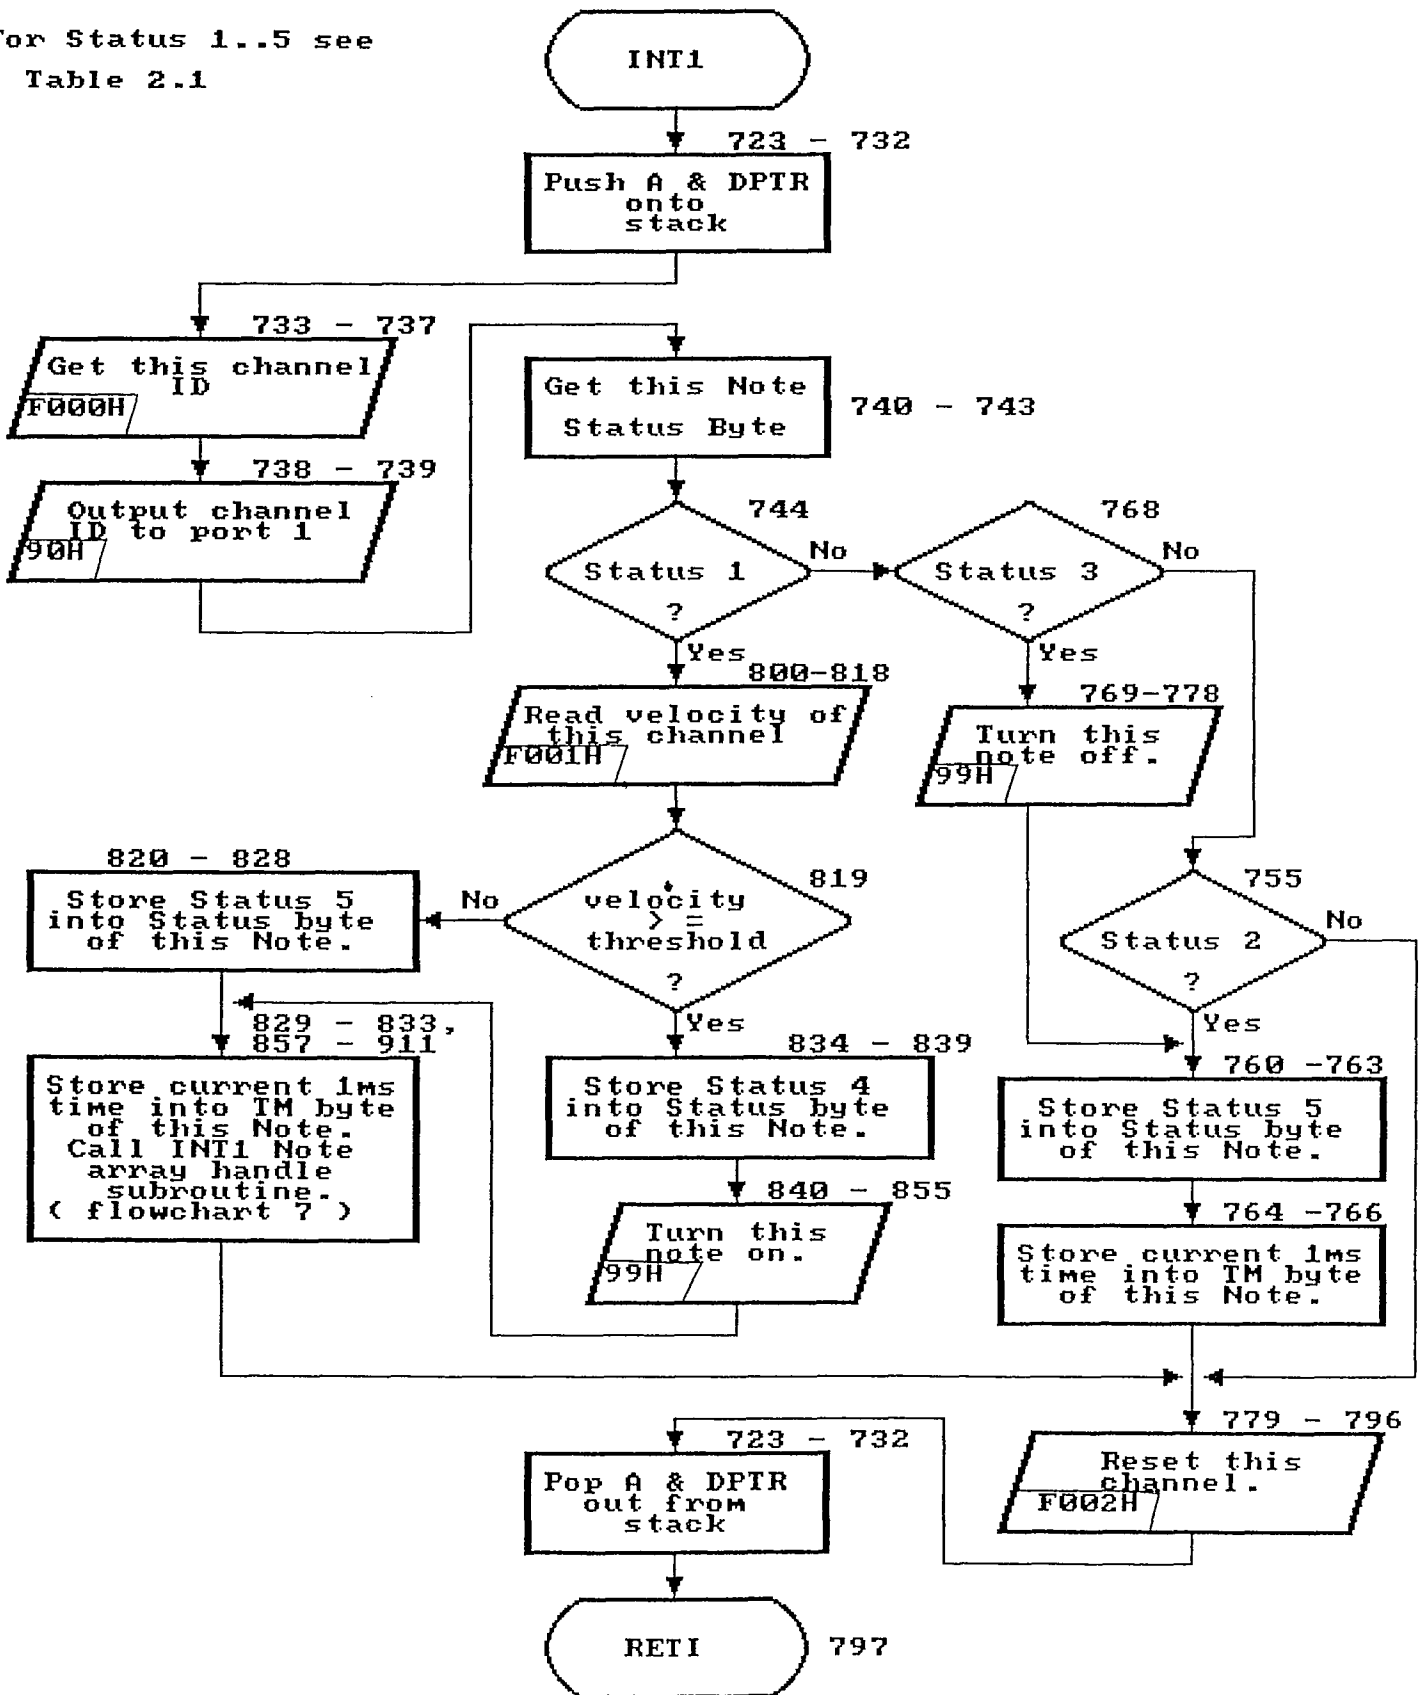 For Status 1..5 see
Table 2.1
INT1
723 - 732
Push A & DPTR
onto
stack
733 - 737
Get this channel
ID
F000H
738 - 739
Output channel
ID to port 1
90H
Get this Note
Status Byte
740 - 743
744
Status 1
?
No
Yes
768
Status 3
?
No
Yes
800-818
Read velocity of
this channel
F001H
769-778
Turn this
note off.
99H
819
velocity
> =
threshold
?
No
Yes
820 - 828
Store Status 5
into Status byte
of this Note.
755
Status 2
?
No
Yes
829 - 833,
857 - 911
Store current 1ms
time into TM byte
of this Note.
Call INT1 Note
array handle
subroutine.
( flowchart 7 )
834 - 839
Store Status 4
into Status byte
of this Note.
840 - 855
Turn this
note on.
99H
760 -763
Store Status 5
into Status byte
of this Note.
764 -766
Store current 1ms
time into TM byte
of this Note.
779 - 796
Reset this
channel.
F002H
723 - 732
Pop A & DPTR
out from
stack
RETI
797